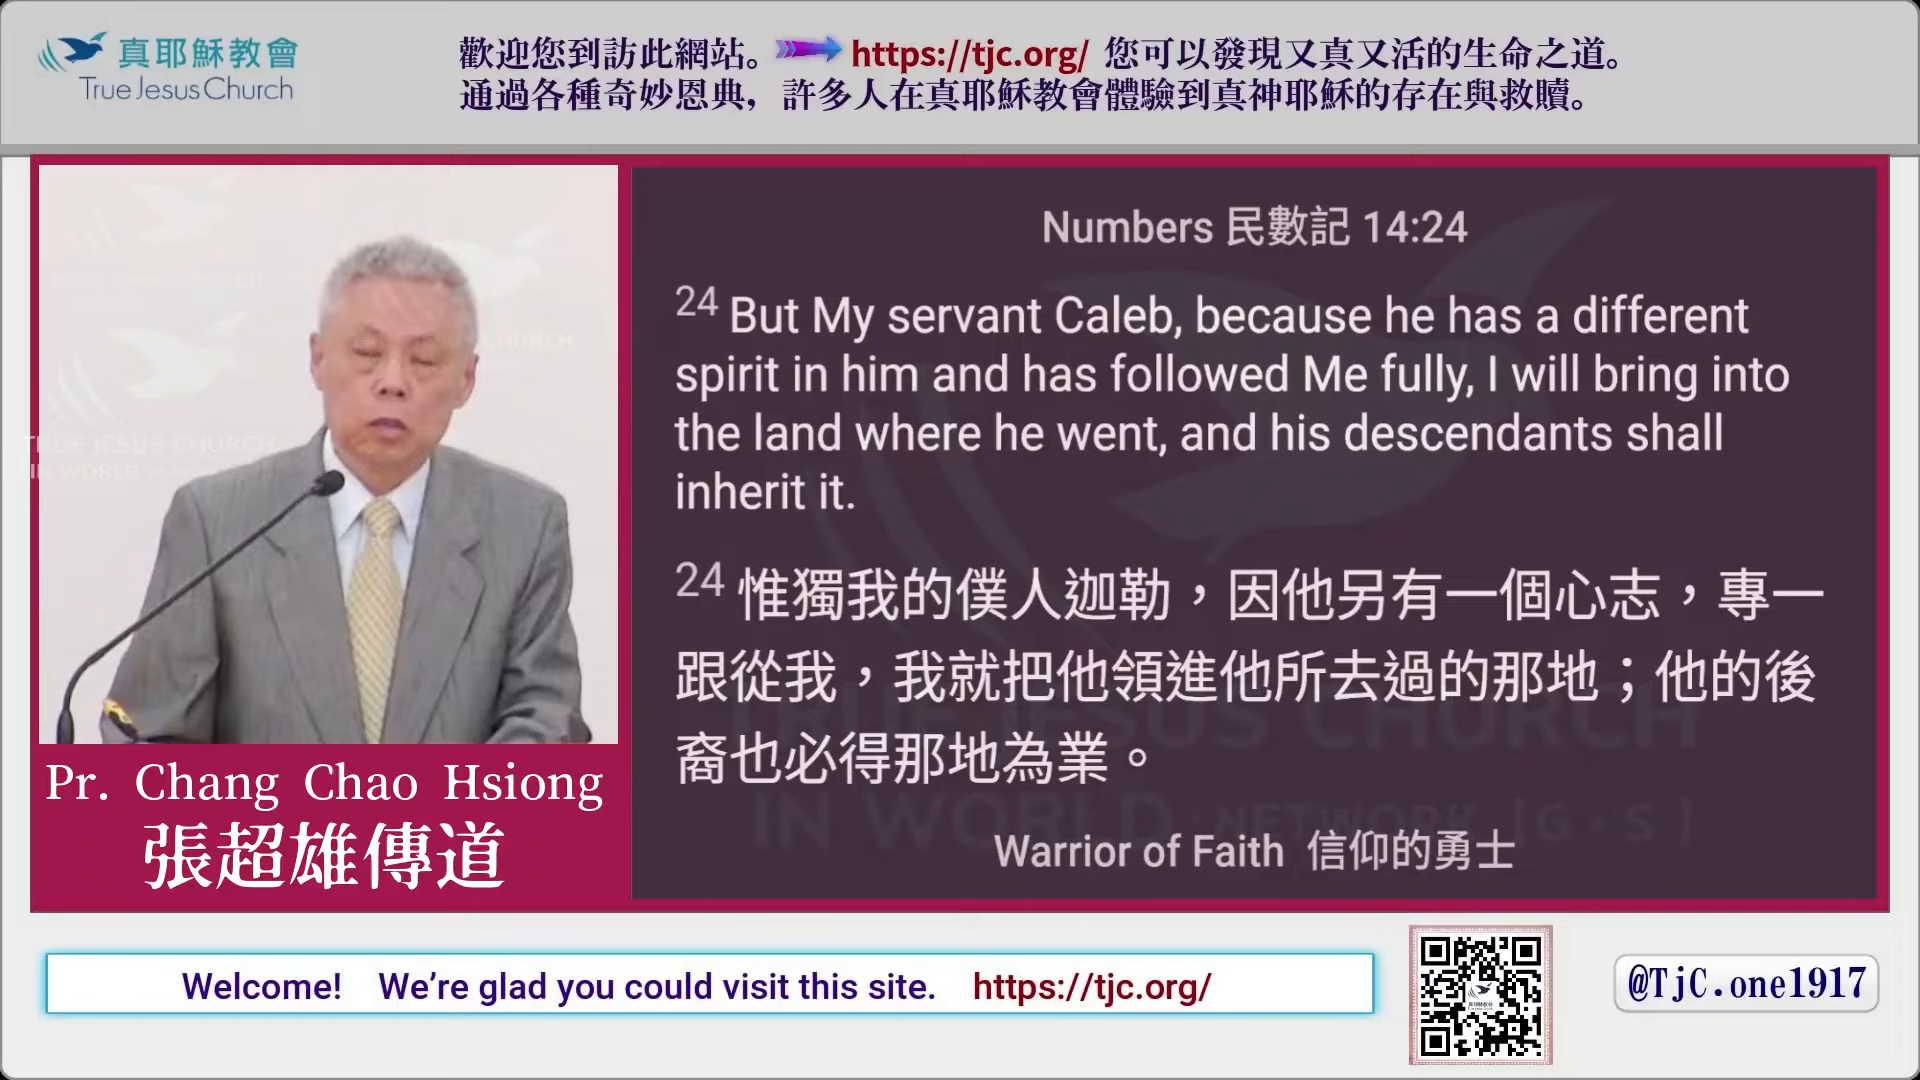 真耶穌教會
True Jesus Church
歡迎您到訪此網站。 https://tjc.org/ 您可以發現又真又活的生命之道。
通過各種奇妙恩典，許多人在真耶穌教會體驗到真神耶穌的存在與救贖。
Numbers 民數記 14:24
24 But My servant Caleb, because he has a different
spirit in him and has followed Me fully, I will bring into
the land where he went, and his descendants shall
inherit it.
24 惟獨我的僕人迦勒，因他另有一個心志，專一
跟從我，我就把他領進他所去過的那地；他的後
裔也必得那地為業。
Warrior of Faith 信仰的勇士
TRUE JESUS CHURCH
IN WORLD · NETWORK [ G - S ]
Pr. Chang Chao Hsiong
張超雄傳道
Welcome! We’re glad you could visit this site. https://tjc.org/
@TjC.one1917